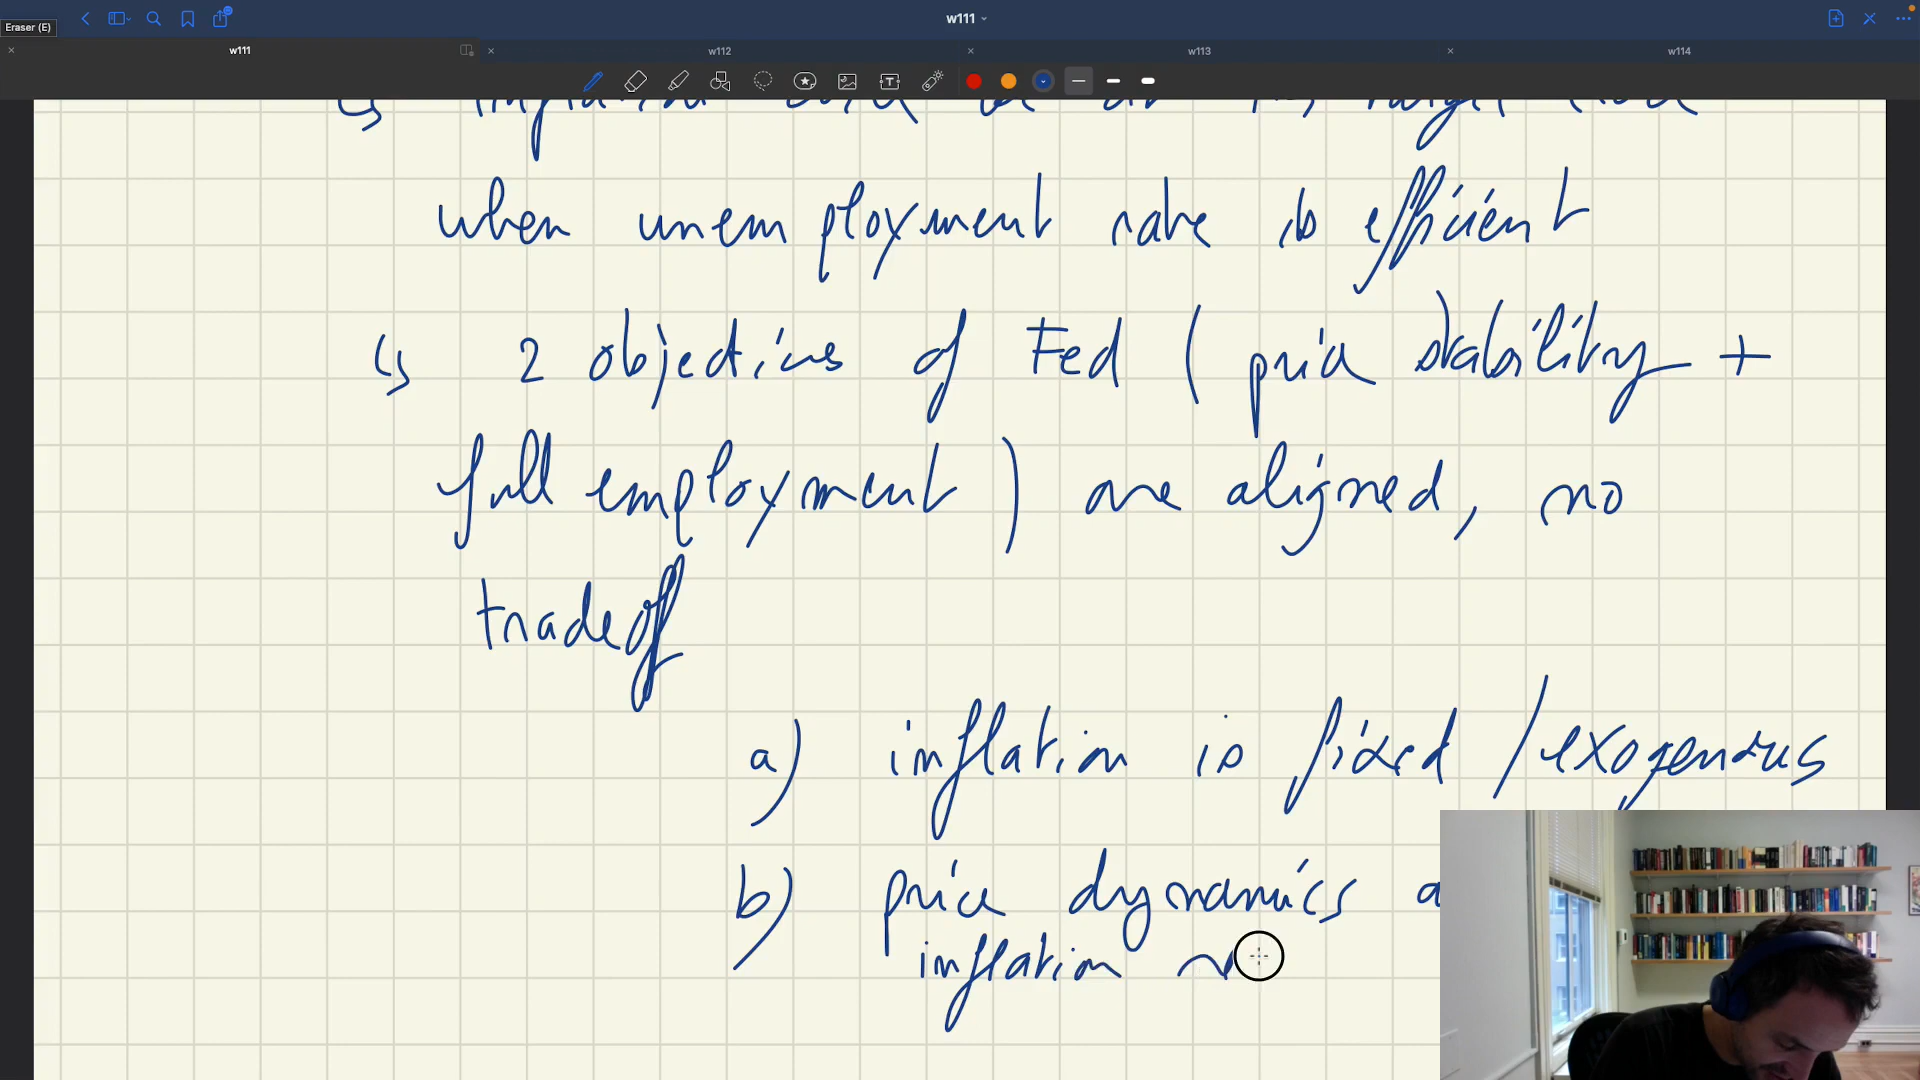 w111
Eraser (E)
w111
w112
w113
w114
when unemployment rate is efficient
↳ 2 objectives of Fed (price stability +
full employment) are aligned, no
tradeoff
a) inflation is fixed / exogenous
b) price dynamics a
inflation